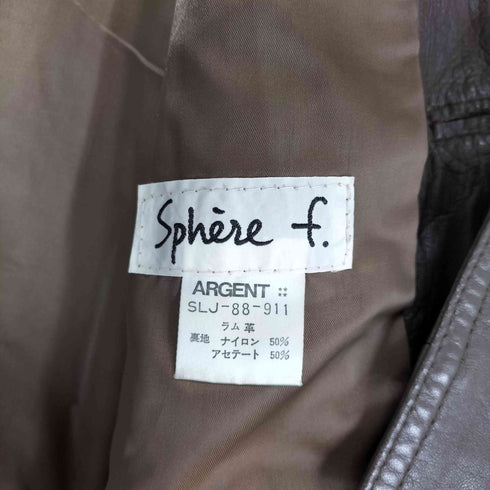 Sphère f.
ARGENT ::
SLJ-88-911
ラム革
裏地 ナイロン 50%
アセテート 50%